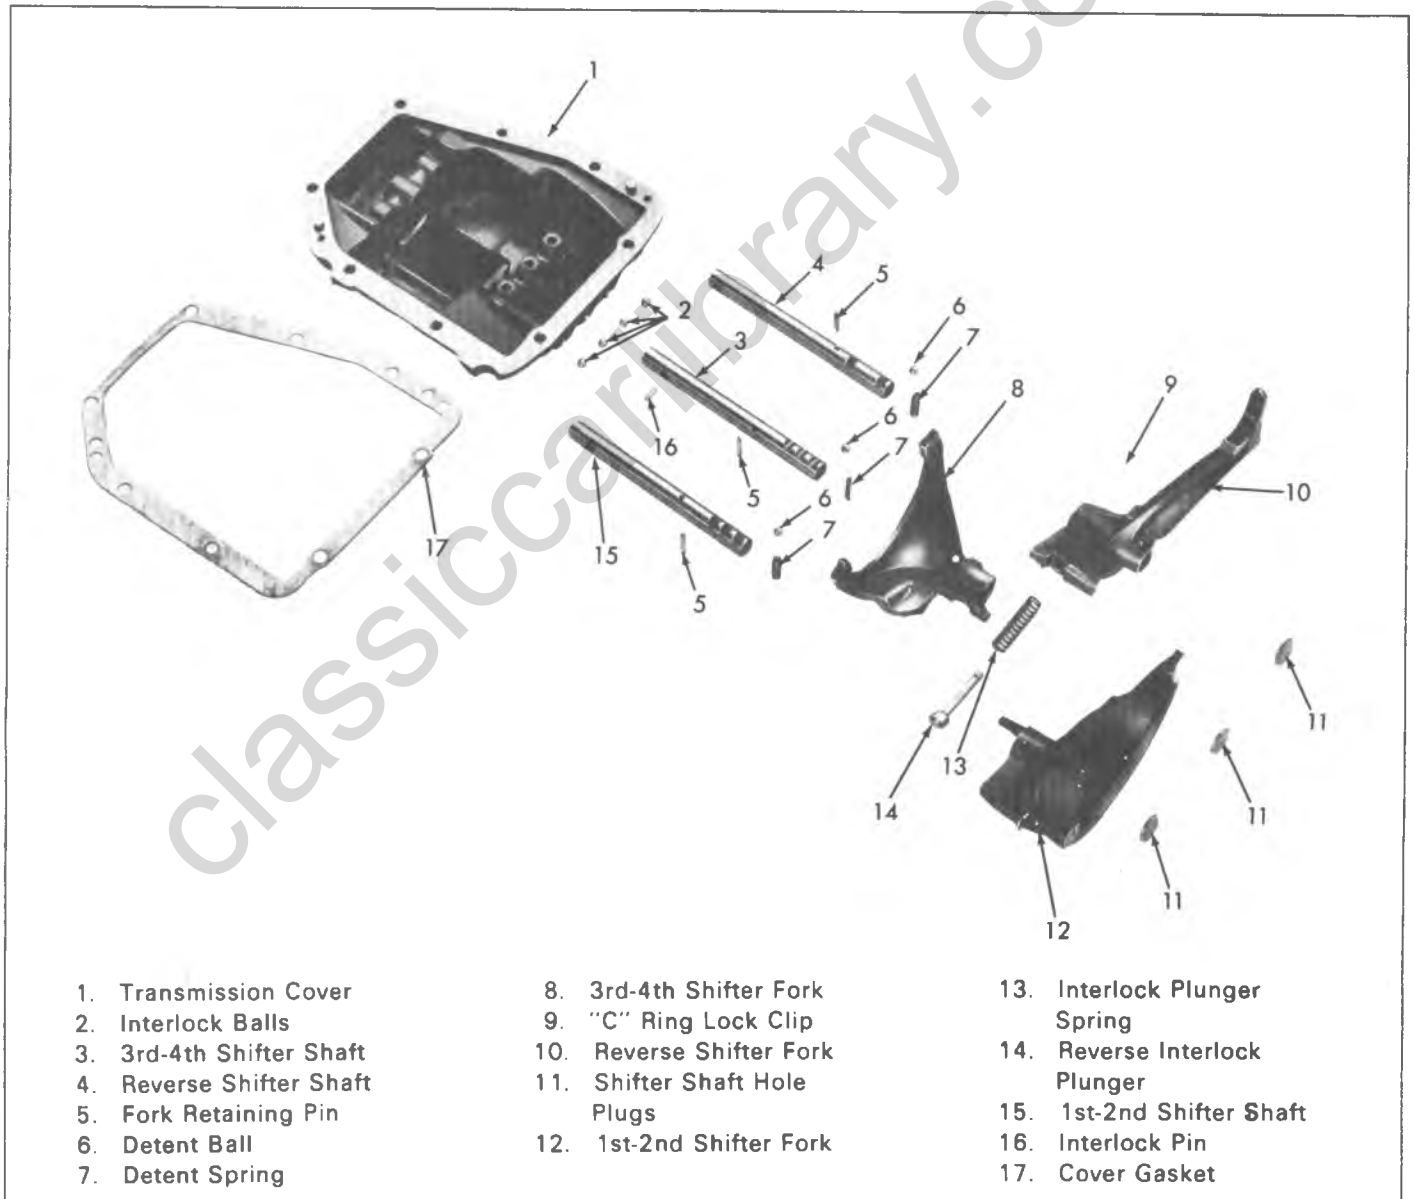 1
4
5
2
6
3
7
8
9
6
16
7
5
10
6
17
15
7
5
11
13
14
11
11
12
1. Transmission Cover
2. Interlock Balls
3. 3rd-4th Shifter Shaft
4. Reverse Shifter Shaft
5. Fork Retaining Pin
6. Detent Ball
7. Detent Spring
8. 3rd-4th Shifter Fork
9. "C" Ring Lock Clip
10. Reverse Shifter Fork
11. Shifter Shaft Hole
Plugs
12. 1st-2nd Shifter Fork
13. Interlock Plunger
Spring
14. Reverse Interlock
Plunger
15. 1st-2nd Shifter Shaft
16. Interlock Pin
17. Cover Gasket